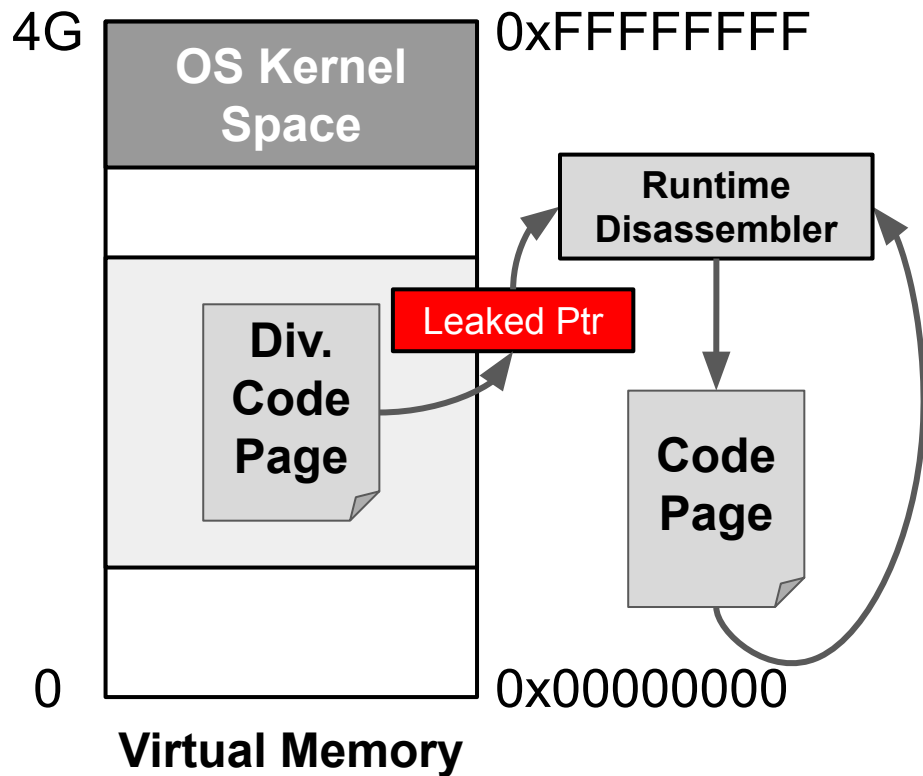 4G
0xFFFFFFFF
OS Kernel
Space
Runtime
Disassembler
Leaked Ptr
Div.
Code
Page
Code
Page
0
0x00000000
Virtual Memory